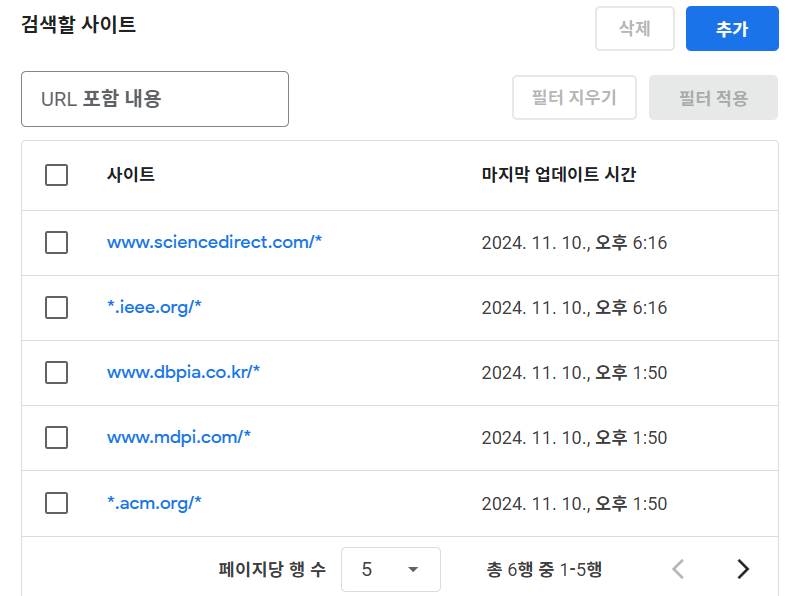 검색할 사이트
삭제
추가
URL 포함 내용
필터 지우기
필터 적용
사이트 마지막 업데이트 시간
www.sciencedirect.com/* 2024. 11. 10., 오후 6:16
*.ieee.org/* 2024. 11. 10., 오후 6:16
www.dbpia.co.kr/* 2024. 11. 10., 오후 1:50
www.mdpi.com/* 2024. 11. 10., 오후 1:50
*.acm.org/* 2024. 11. 10., 오후 1:50
페이지당 행 수 5 총 6행 중 1-5행